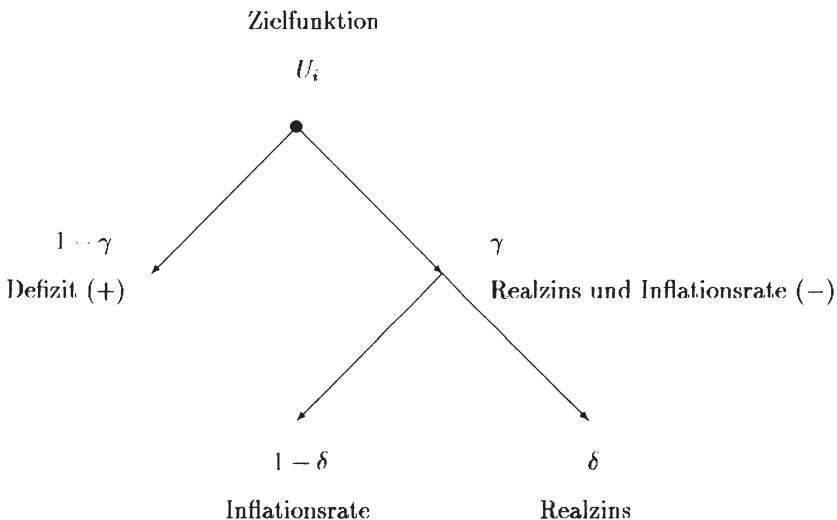 Zielfunktion
U_i
1 − γ
γ
Defizit (+)
Realzins und Inflationsrate (−)
1 − δ
δ
Inflationsrate
Realzins